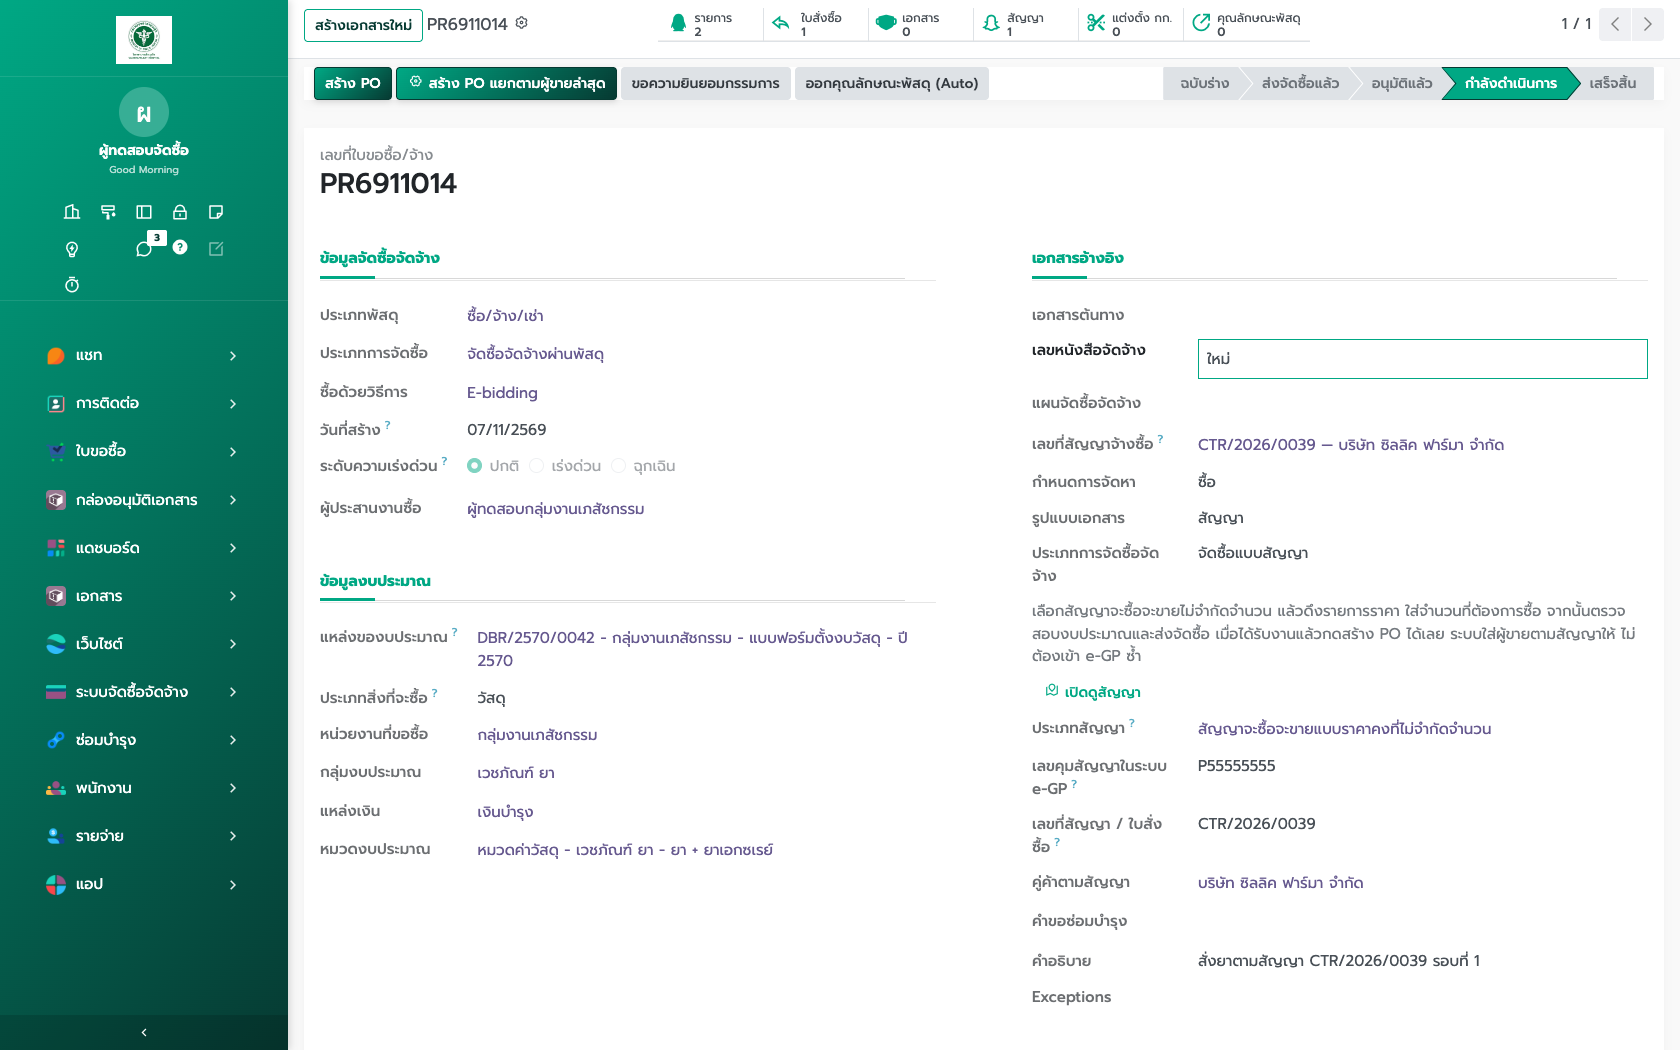 สร้างเอกสารใหม่
PR6911014
รายการ
2
ใบสั่งซื้อ
1
เอกสาร
0
สัญญา
1
แต่งตั้ง กก.
0
คุณลักษณะพัสดุ
0
1 / 1
สร้าง PO
สร้าง PO แยกตามผู้ขายล่าสุด
ขอความยินยอมกรรมการ
ออกคุณลักษณะพัสดุ (Auto)
ฉบับร่าง
ส่งจัดซื้อแล้ว
อนุมัติแล้ว
กำลังดำเนินการ
เสร็จสิ้น
ผ
ผู้ทดสอบจัดซื้อ
Good Morning
3
?
แชท
การติดต่อ
ใบขอซื้อ
กล่องอนุมัติเอกสาร
แดชบอร์ด
เอกสาร
เว็บไซต์
ระบบจัดซื้อจัดจ้าง
ซ่อมบำรุง
พนักงาน
รายจ่าย
แอป
เลขที่ใบขอซื้อ/จ้าง
PR6911014
ข้อมูลจัดซื้อจัดจ้าง
ประเภทพัสดุ ซื้อ/จ้าง/เช่า
ประเภทการจัดซื้อ จัดซื้อจัดจ้างผ่านพัสดุ
ซื้อด้วยวิธีการ E-bidding
วันที่สร้าง ? 07/11/2569
ระดับความเร่งด่วน ? ปกติ เร่งด่วน ฉุกเฉิน
ผู้ประสานงานซื้อ ผู้ทดสอบกลุ่มงานเภสัชกรรม
ข้อมูลงบประมาณ
แหล่งของบประมาณ ? DBR/2570/0042 - กลุ่มงานเภสัชกรรม - แบบฟอร์มตั้งงบวัสดุ - ปี
2570
ประเภทสิ่งที่จะซื้อ ? วัสดุ
หน่วยงานที่ขอซื้อ กลุ่มงานเภสัชกรรม
กลุ่มงบประมาณ เวชภัณฑ์ ยา
แหล่งเงิน เงินบำรุง
หมวดงบประมาณ หมวดค่าวัสดุ - เวชภัณฑ์ ยา - ยา + ยาเอกซเรย์
เอกสารอ้างอิง
เอกสารต้นทาง
เลขหนังสือจัดจ้าง ใหม่
แผนจัดซื้อจัดจ้าง
เลขที่สัญญาจ้างซื้อ ? CTR/2026/0039 — บริษัท ซิลลิค ฟาร์มา จำกัด
กำหนดการจัดหา ซื้อ
รูปแบบเอกสาร สัญญา
ประเภทการจัดซื้อจัด จัดซื้อแบบสัญญา
จ้าง
เลือกสัญญาจะซื้อจะขายไม่จำกัดจำนวน แล้วดึงรายการราคา ใส่จำนวนที่ต้องการซื้อ จากนั้นตรวจ
สอบงบประมาณและส่งจัดซื้อ เมื่อได้รับงานแล้วกดสร้าง PO ได้เลย ระบบใส่ผู้ขายตามสัญญาให้ ไม่
ต้องเข้า e-GP ซ้ำ
เปิดดูสัญญา
ประเภทสัญญา ? สัญญาจะซื้อจะขายแบบราคาคงที่ไม่จำกัดจำนวน
เลขคุมสัญญาในระบบ P55555555
e-GP ?
เลขที่สัญญา / ใบสั่ง CTR/2026/0039
ซื้อ ?
คู่ค้าตามสัญญา บริษัท ซิลลิค ฟาร์มา จำกัด
คำขอซ่อมบำรุง
คำอธิบาย สั่งยาตามสัญญา CTR/2026/0039 รอบที่ 1
Exceptions